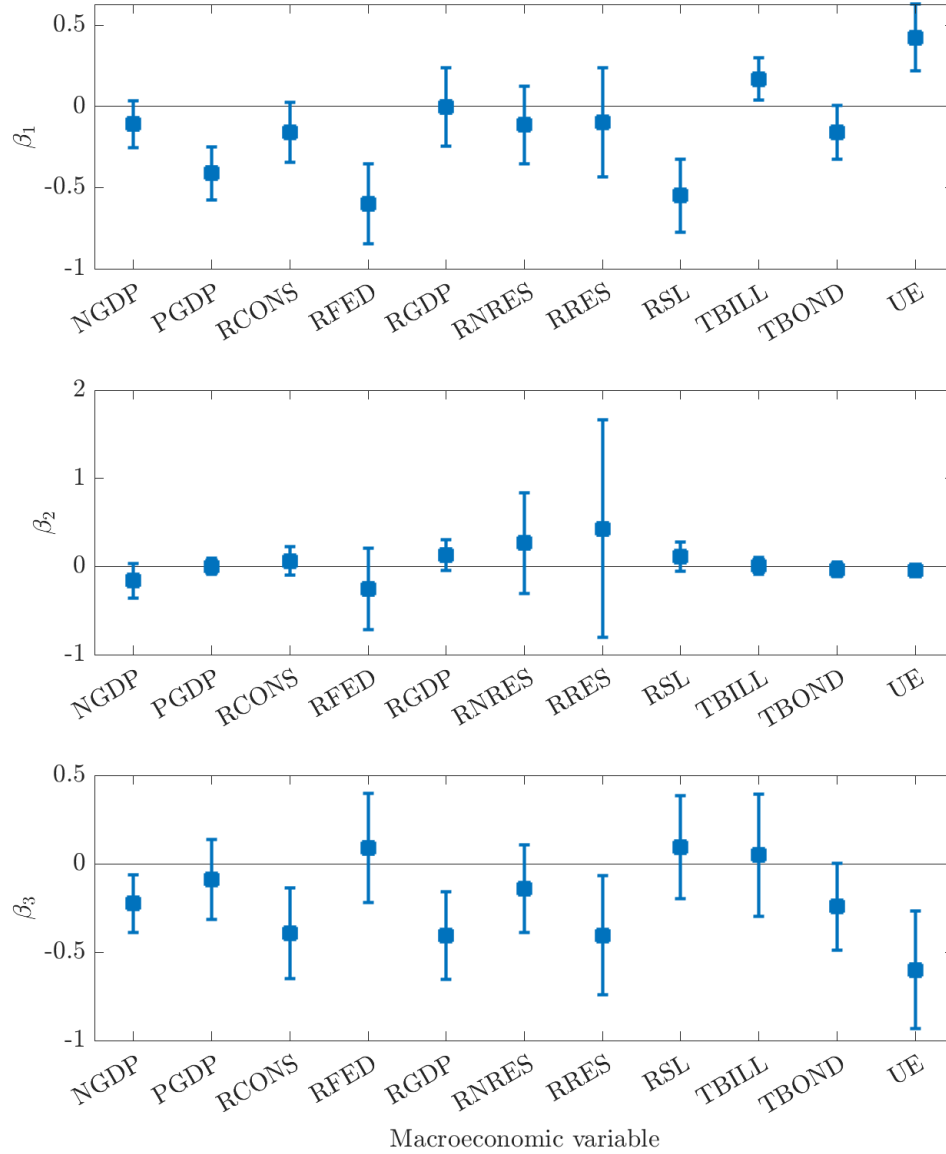 0.5
0
-0.5
-1
β1
NGDP PGDP RCONS RFED RGDP RNRES RRES RSL TBILL TBOND UE
2
1
0
-1
β2
NGDP PGDP RCONS RFED RGDP RNRES RRES RSL TBILL TBOND UE
0.5
0
-0.5
-1
β3
NGDP PGDP RCONS RFED RGDP RNRES RRES RSL TBILL TBOND UE
Macroeconomic variable